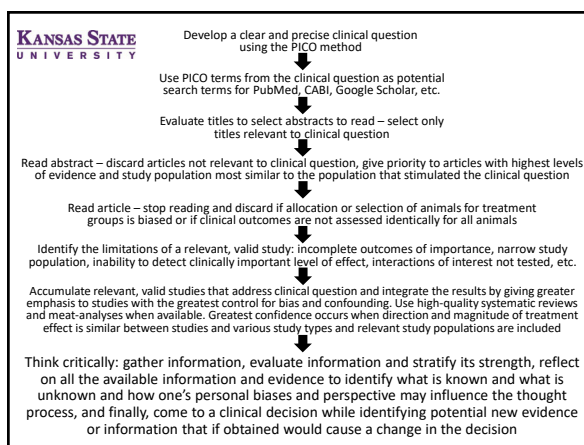 KANSAS STATE
UNIVERSITY
Develop a clear and precise clinical question
using the PICO method
Use PICO terms from the clinical question as potential
search terms for PubMed, CABI, Google Scholar, etc.
Evaluate titles to select abstracts to read – select only
titles relevant to clinical question
Read abstract – discard articles not relevant to clinical question, give priority to articles with highest levels
of evidence and study population most similar to the population that stimulated the clinical question
Read article – stop reading and discard if allocation or selection of animals for treatment
groups is biased or if clinical outcomes are not assessed identically for all animals
Identify the limitations of a relevant, valid study: incomplete outcomes of importance, narrow study
population, inability to detect clinically important level of effect, interactions of interest not tested, etc.
Accumulate relevant, valid studies that address clinical question and integrate the results by giving greater
emphasis to studies with the greatest control for bias and confounding. Use high-quality systematic reviews
and meat-analyses when available. Greatest confidence occurs when direction and magnitude of treatment
effect is similar between studies and various study types and relevant study populations are included
Think critically: gather information, evaluate information and stratify its strength, reflect
on all the available information and evidence to identify what is known and what is
unknown and how one's personal biases and perspective may influence the thought
process, and finally, come to a clinical decision while identifying potential new evidence
or information that if obtained would cause a change in the decision